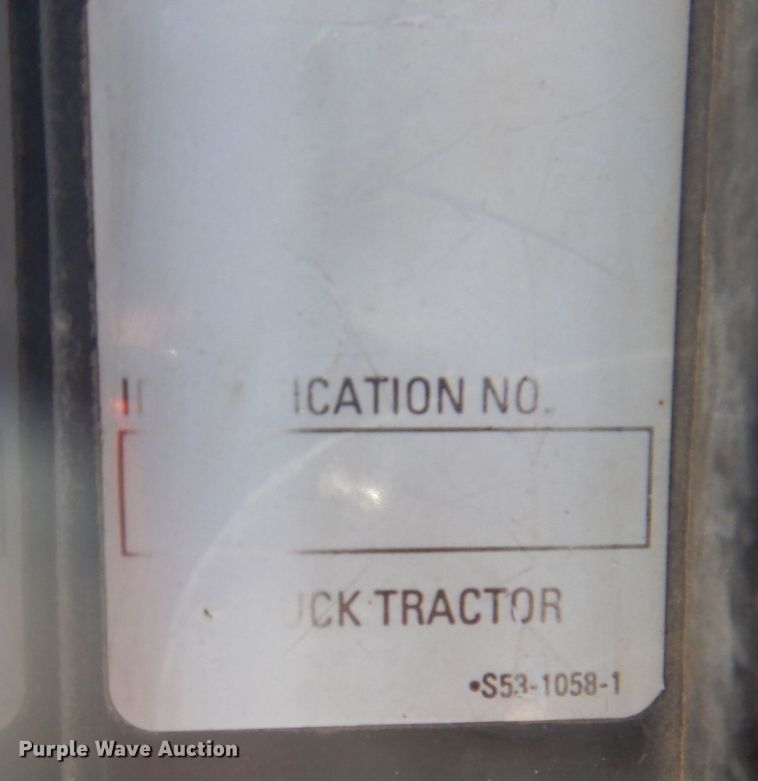 ICATION NO.
UCK TRACTOR
•S53-1058-1
Purple Wave Auction